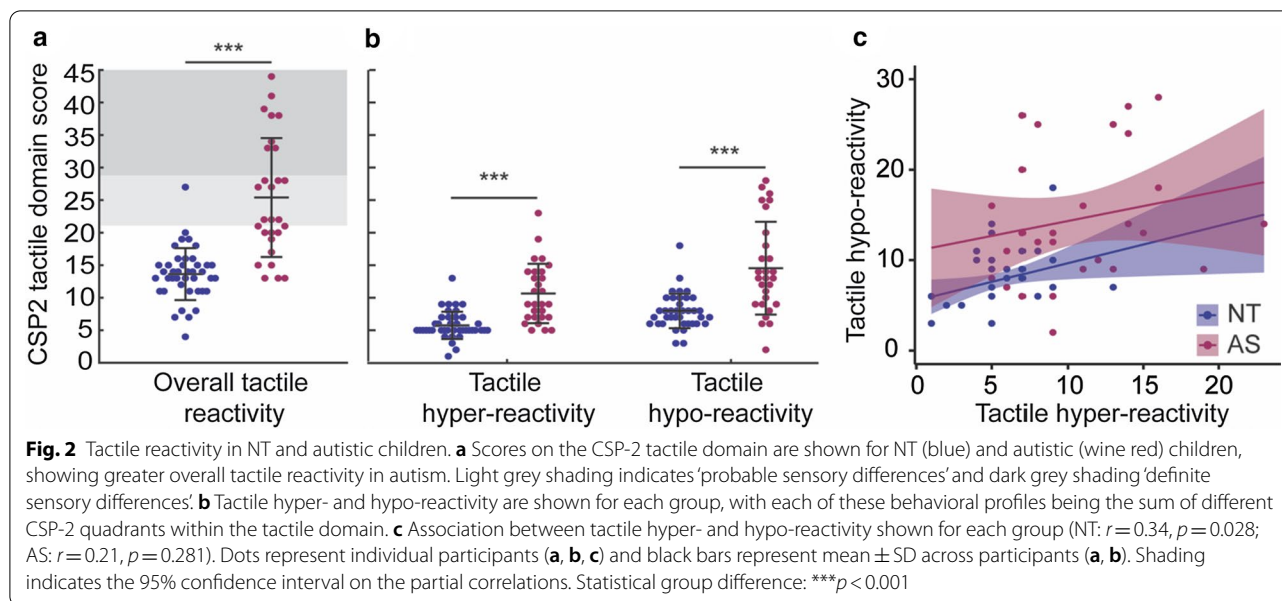 a
***
CSP2 tactile domain score
45
40
35
30
25
20
15
10
5
0
Overall tactile
reactivity
b
***
***
Tactile
hyper-reactivity
Tactile
hypo-reactivity
c
Tactile hypo-reactivity
30
20
10
0
0
5
10
15
20
Tactile hyper-reactivity
NT
AS
Fig. 2 Tactile reactivity in NT and autistic children. a Scores on the CSP-2 tactile domain are shown for NT (blue) and autistic (wine red) children,
showing greater overall tactile reactivity in autism. Light grey shading indicates ‘probable sensory differences’ and dark grey shading ‘definite
sensory differences’. b Tactile hyper- and hypo-reactivity are shown for each group, with each of these behavioral profiles being the sum of different
CSP-2 quadrants within the tactile domain. c Association between tactile hyper- and hypo-reactivity shown for each group (NT: r = 0.34, p = 0.028;
AS: r = 0.21, p = 0.281). Dots represent individual participants (a, b, c) and black bars represent mean ± SD across participants (a, b). Shading
indicates the 95% confidence interval on the partial correlations. Statistical group difference: ***p < 0.001